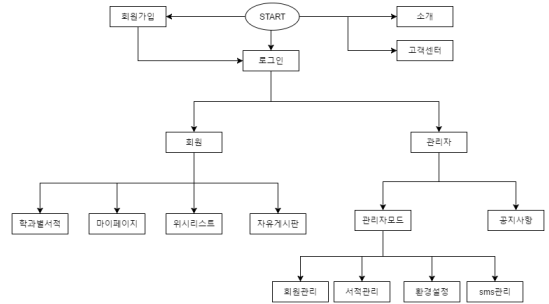 회원가입
START
소개
고객센터
로그인
회원
관리자
학과별서적
마이페이지
위시리스트
자유게시판
관리자모드
공지사항
회원관리
서적관리
환경설정
sms관리